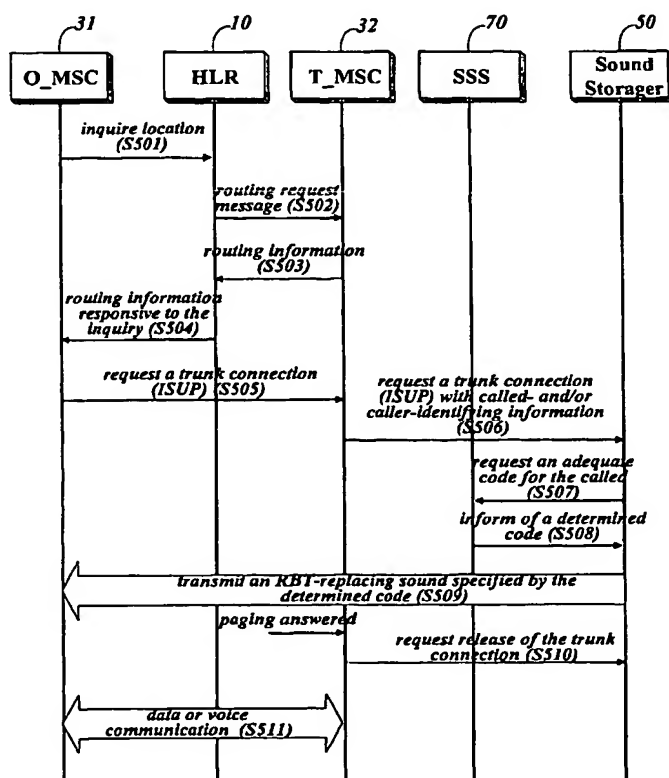 31
10
32
70
50
O_MSC
HLR
T_MSC
SSS
Sound
Storager
inquire location
(S501)
routing request
message (S502)
routing information
(S503)
routing information
responsive to the
inquiry (S504)
request a trunk connection
(ISUP) (S505)
request a trunk connection
(ISUP) with called- and/or
caller-identifying information
(S506)
request an adequate
code for the called
(S507)
inform of a determined
code (S508)
transmit an RBT-replacing sound specified by the
determined code (S509)
paging answered
request release of the trunk
connection (S510)
data or voice
communication (S511)